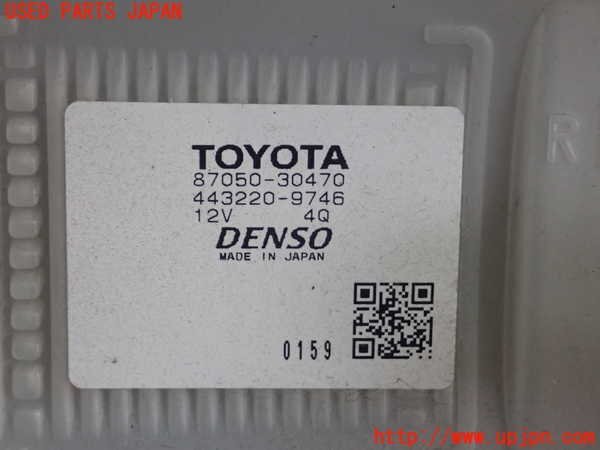 USED PARTS JAPAN
R
TOYOTA
87050-30470
443220-9746
12V 4Q
DENSO
MADE IN JAPAN
0159
http://www.upjpn.com/